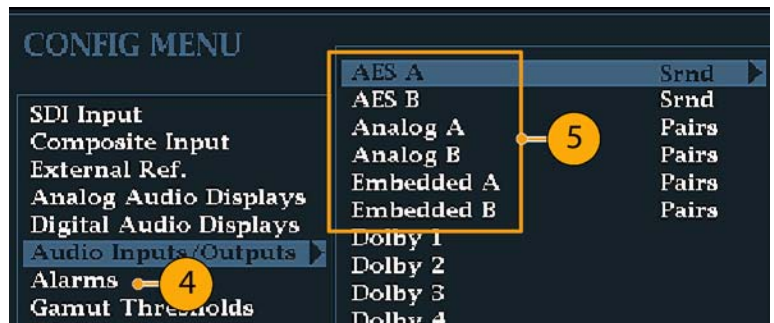 CONFIG MENU
SDI Input
Composite Input
External Ref.
Analog Audio Displays
Digital Audio Displays
Audio Inputs/Outputs
Alarms 4
Gamut Thresholds
AES A Srnd
AES B Srnd
Analog A Pairs
Analog B Pairs
5
Embedded A Pairs
Embedded B Pairs
Dolby 1
Dolby 2
Dolby 3
Dolby 4